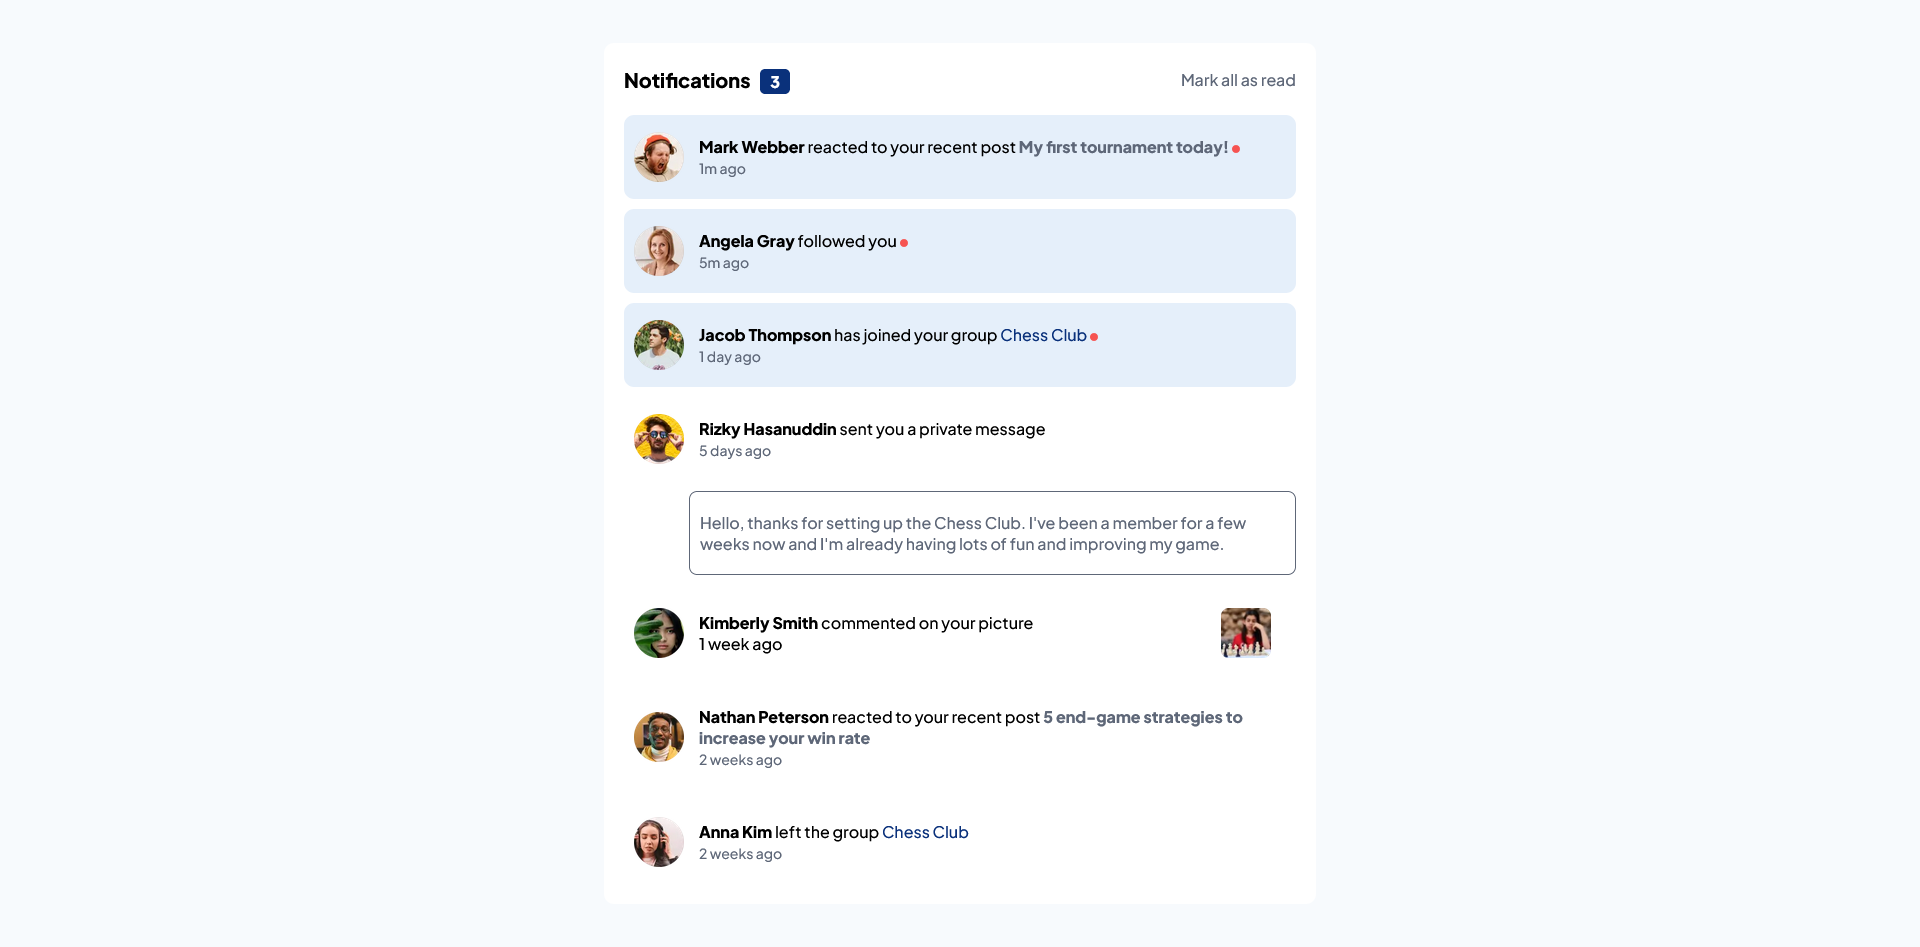 Notifications 3 Mark all as read
Mark Webber reacted to your recent post My first tournament today!
1m ago
Angela Gray followed you
5m ago
Jacob Thompson has joined your group Chess Club
1 day ago
Rizky Hasanuddin sent you a private message
5 days ago
Hello, thanks for setting up the Chess Club. I've been a member for a few
weeks now and I'm already having lots of fun and improving my game.
Kimberly Smith commented on your picture
1 week ago
Nathan Peterson reacted to your recent post 5 end-game strategies to
increase your win rate
2 weeks ago
Anna Kim left the group Chess Club
2 weeks ago